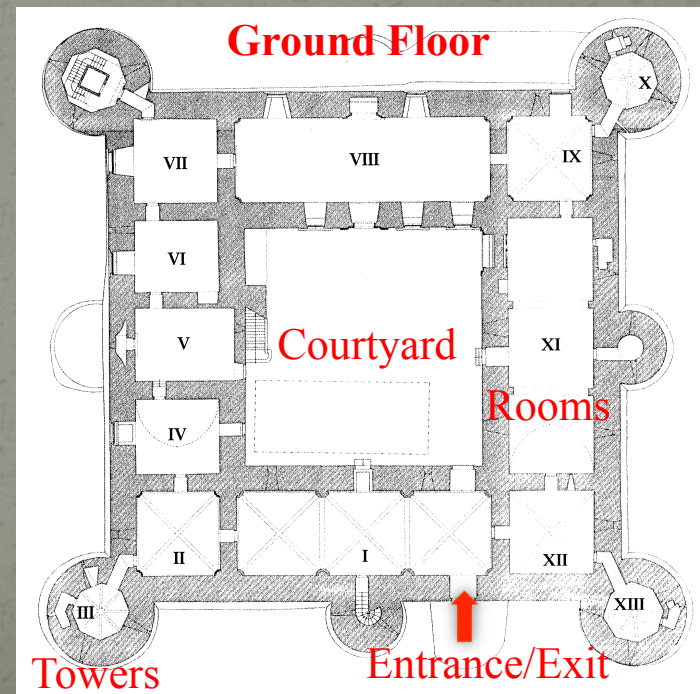 Ground Floor
X
VII
VIII
IX
VI
V
Courtyard
XI
Rooms
IV
II
I
XII
III
XIII
Entrance/Exit
Towers